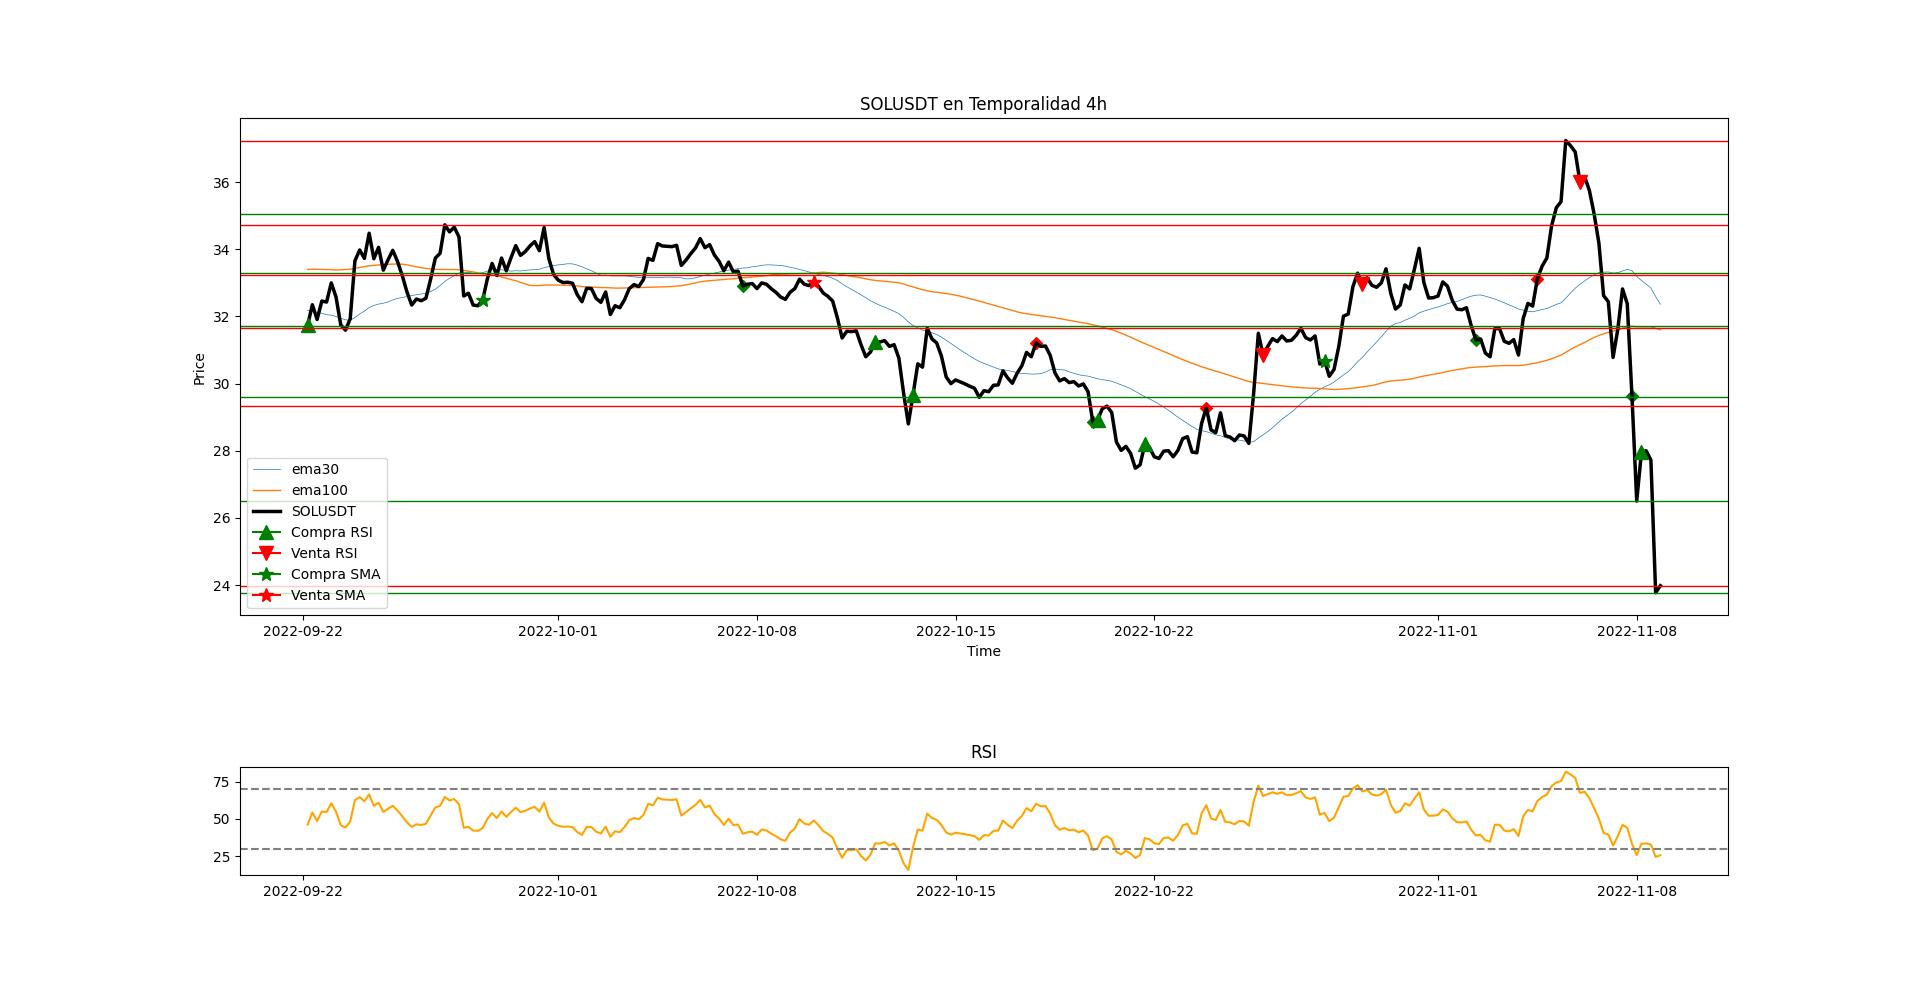 SOLUSDT en Temporalidad 4h
Price
36
34
32
30
28
26
24
ema30
ema100
SOLUSDT
Compra RSI
Venta RSI
Compra SMA
Venta SMA
2022-09-22 2022-10-01 2022-10-08 2022-10-15 2022-10-22 2022-11-01 2022-11-08
Time
RSI
75
50
25
2022-09-22 2022-10-01 2022-10-08 2022-10-15 2022-10-22 2022-11-01 2022-11-08